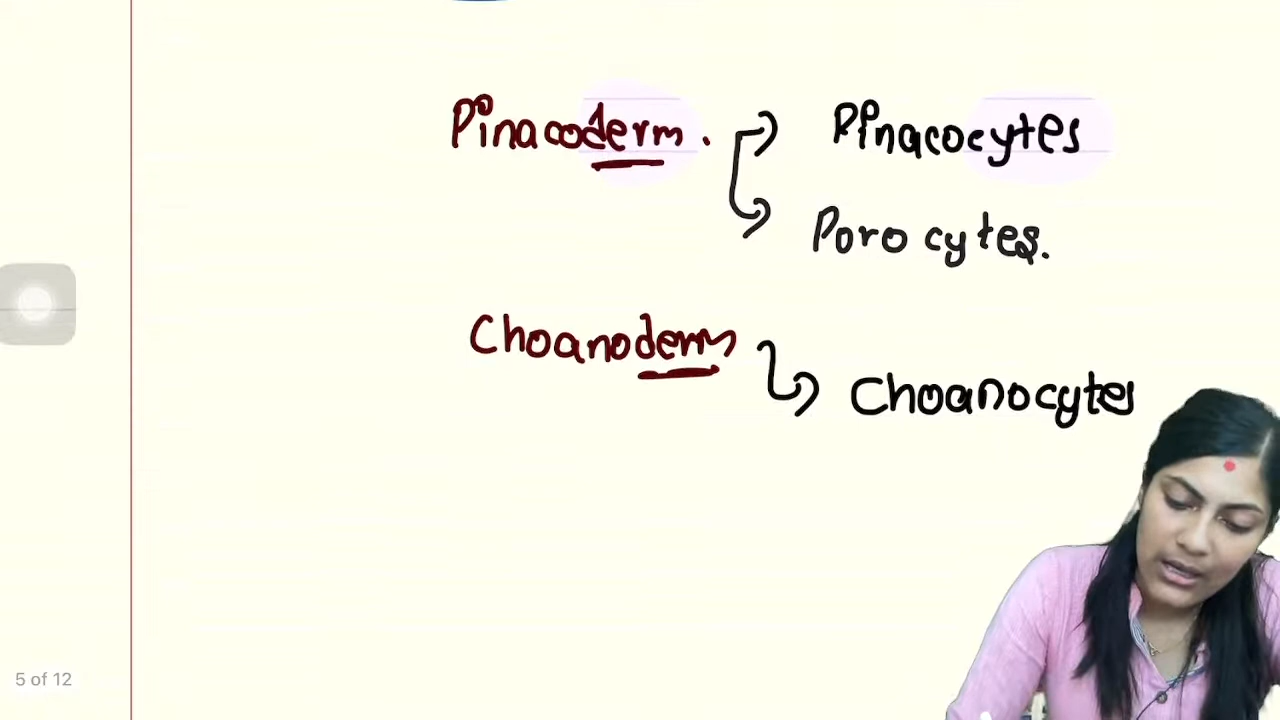 Pinacoderm. Pinacocytes
Porocytes.
Choanoderm
Choanocytes
5 of 12